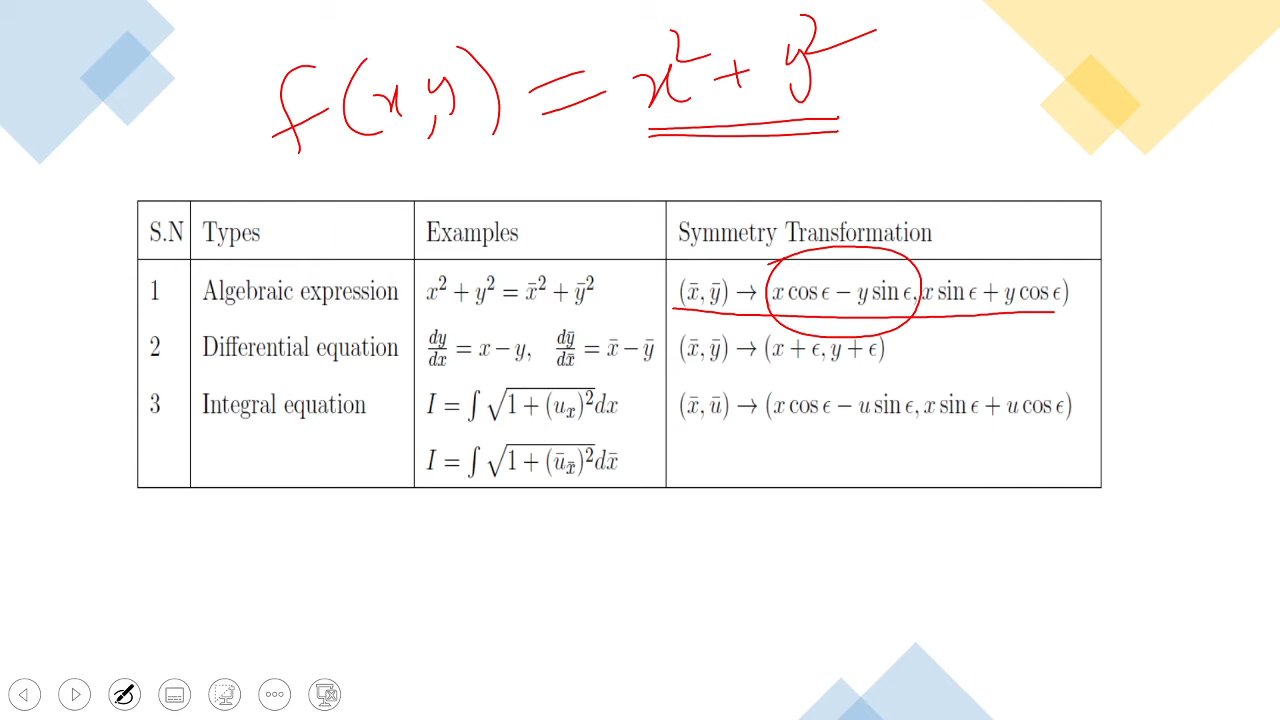 f(x,y) = x² + y²
S.N Types Examples Symmetry Transformation
1 Algebraic expression x² + y² = x̄² + ȳ² (x̄, ȳ) → (x cos ϵ − y sin ϵ, x sin ϵ + y cos ϵ)
2 Differential equation dy/dx = x − y, dȳ/dx̄ = x̄ − ȳ (x̄, ȳ) → (x + ϵ, y + ϵ)
3 Integral equation I = ∫ √(1 + (uₓ)²)dx (x̄, ū) → (x cos ϵ − u sin ϵ, x sin ϵ + u cos ϵ)
I = ∫ √(1 + (ū_x̄)²)dx̄